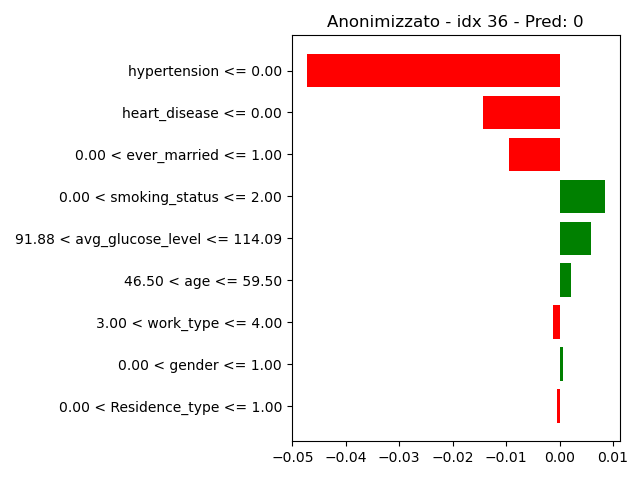 Anonimizzato - idx 36 - Pred: 0
hypertension <= 0.00
heart_disease <= 0.00
0.00 < ever_married <= 1.00
0.00 < smoking_status <= 2.00
91.88 < avg_glucose_level <= 114.09
46.50 < age <= 59.50
3.00 < work_type <= 4.00
0.00 < gender <= 1.00
0.00 < Residence_type <= 1.00
−0.05 −0.04 −0.03 −0.02 −0.01 0.00 0.01